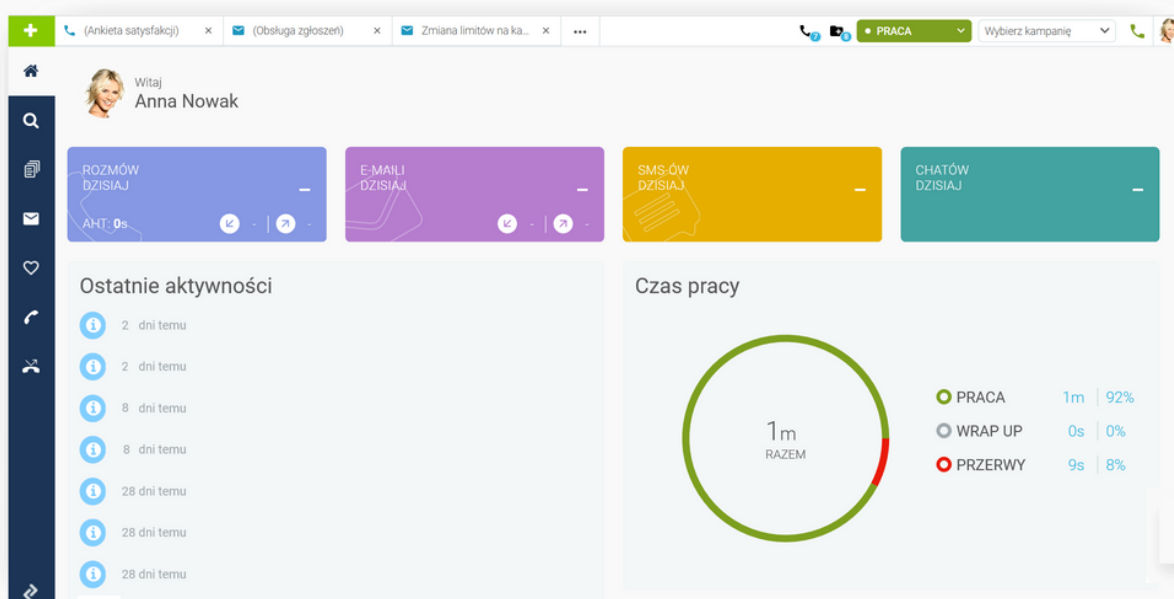 (Ankieta satysfakcji) × (Obsługa zgłoszeń) × Zmiana limitów na ka... × •••
7 9 PRACA Wybierz kampanię
Witaj
Anna Nowak
ROZMÓW
DZISIAJ
–
AHT: 0s - | -
E-MAILI
DZISIAJ
–
- | -
SMS-ÓW
DZISIAJ
–
CHATÓW
DZISIAJ
–
Ostatnie aktywności
2 dni temu
2 dni temu
8 dni temu
8 dni temu
28 dni temu
28 dni temu
28 dni temu
Czas pracy
1m
RAZEM
PRACA 1m | 92%
WRAP UP 0s | 0%
PRZERWY 9s | 8%